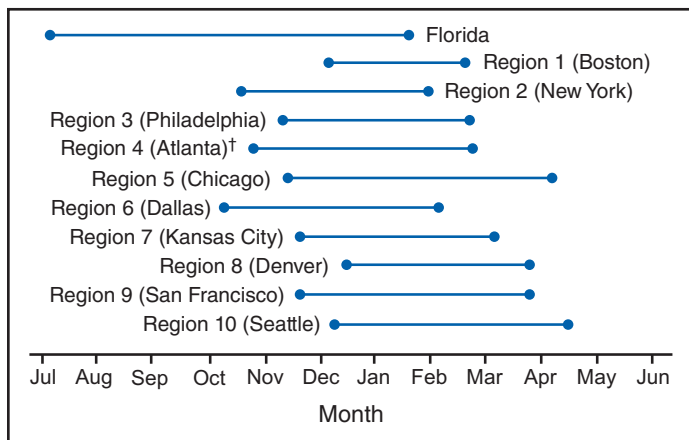 Florida
Region 1 (Boston)
Region 2 (New York)
Region 3 (Philadelphia)
Region 4 (Atlanta)†
Region 5 (Chicago)
Region 6 (Dallas)
Region 7 (Kansas City)
Region 8 (Denver)
Region 9 (San Francisco)
Region 10 (Seattle)
Jul Aug Sep Oct Nov Dec Jan Feb Mar Apr May Jun
Month